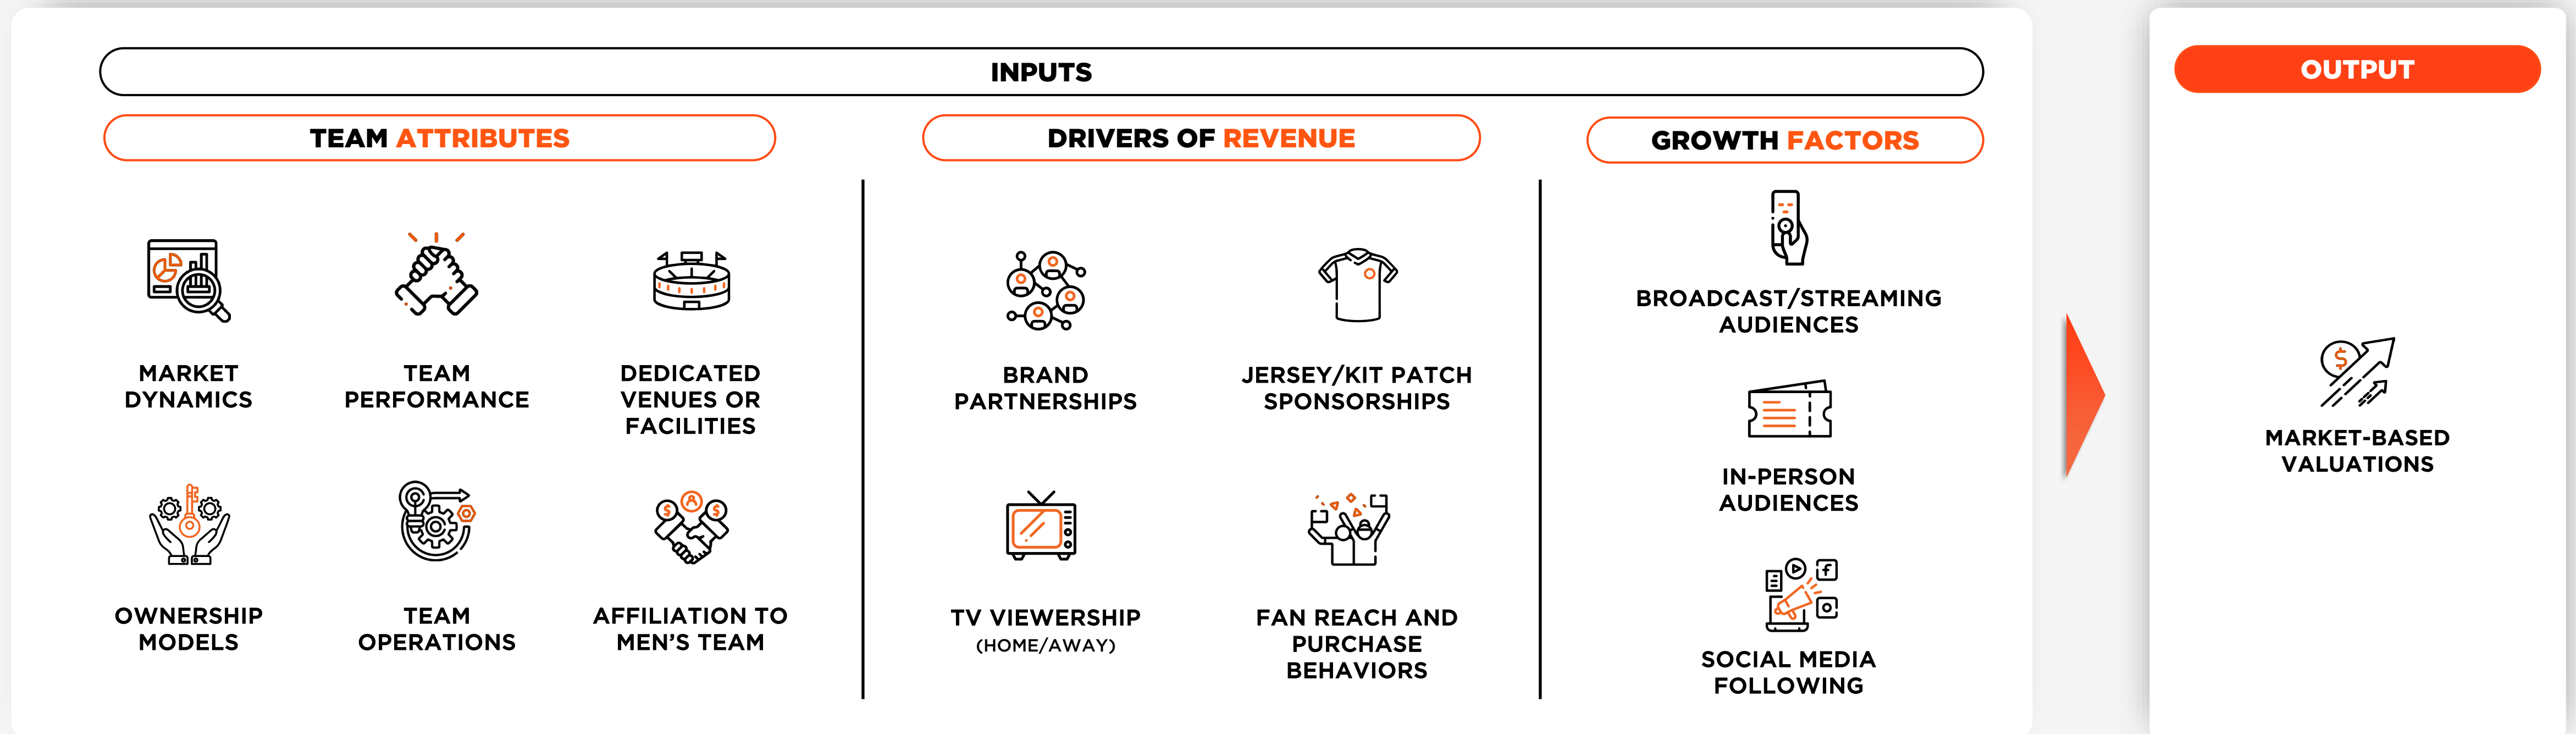 INPUTS
TEAM ATTRIBUTES
MARKET
DYNAMICS
TEAM
PERFORMANCE
DEDICATED
VENUES OR
FACILITIES
OWNERSHIP
MODELS
TEAM
OPERATIONS
AFFILIATION TO
MEN’S TEAM
DRIVERS OF REVENUE
BRAND
PARTNERSHIPS
JERSEY/KIT PATCH
SPONSORSHIPS
TV VIEWERSHIP
(HOME/AWAY)
FAN REACH AND
PURCHASE
BEHAVIORS
GROWTH FACTORS
BROADCAST/STREAMING
AUDIENCES
IN-PERSON
AUDIENCES
SOCIAL MEDIA
FOLLOWING
OUTPUT
MARKET-BASED
VALUATIONS